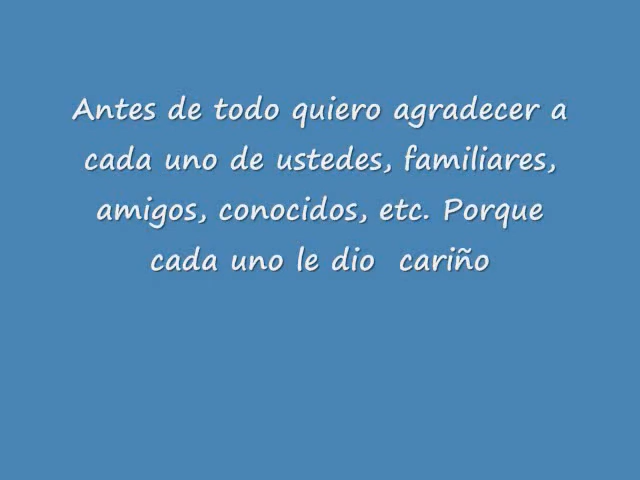 Antes de todo quiero agradecer a
cada uno de ustedes, familiares,
amigos, conocidos, etc. Porque
cada uno le dio  cariño